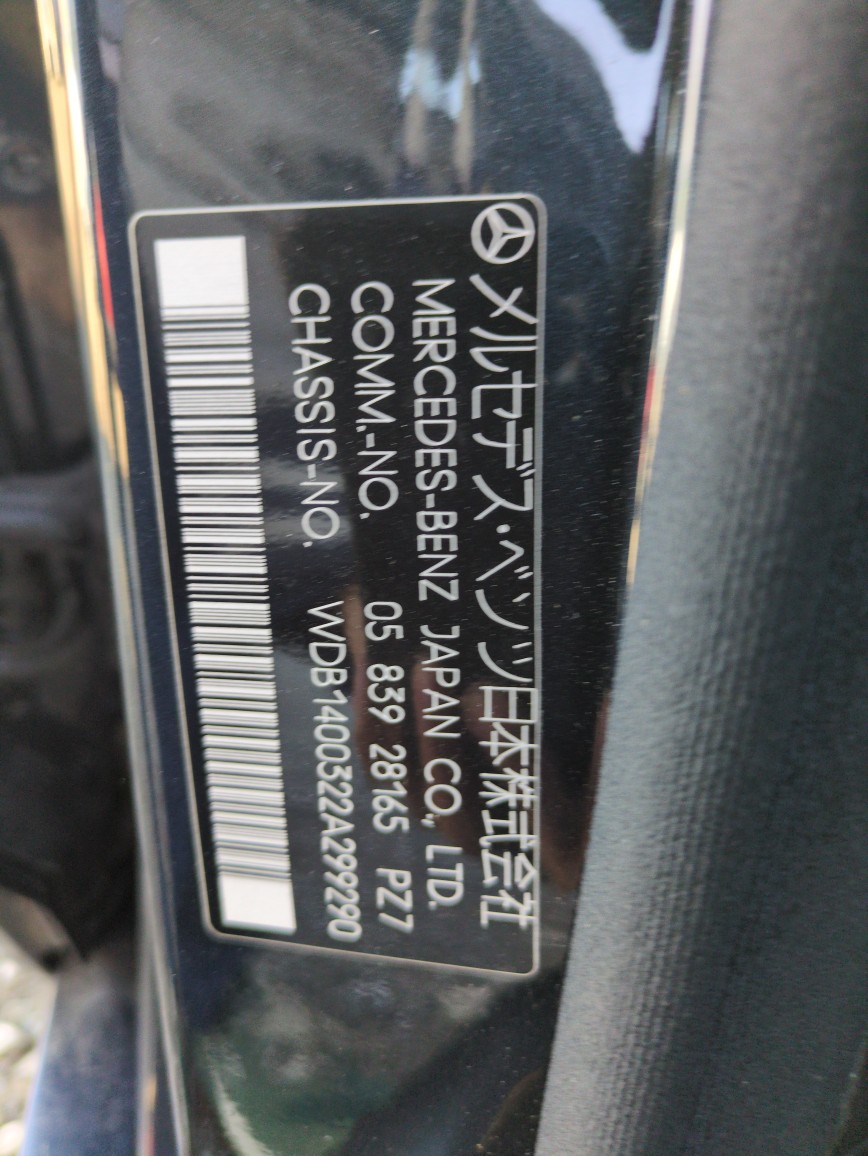 メルセデス・ベンツ日本株式会社
MERCEDES-BENZ JAPAN CO., LTD.
COMM.-NO. 05 839 28165 PZ7
CHASSIS-NO. WDB1400322A299290